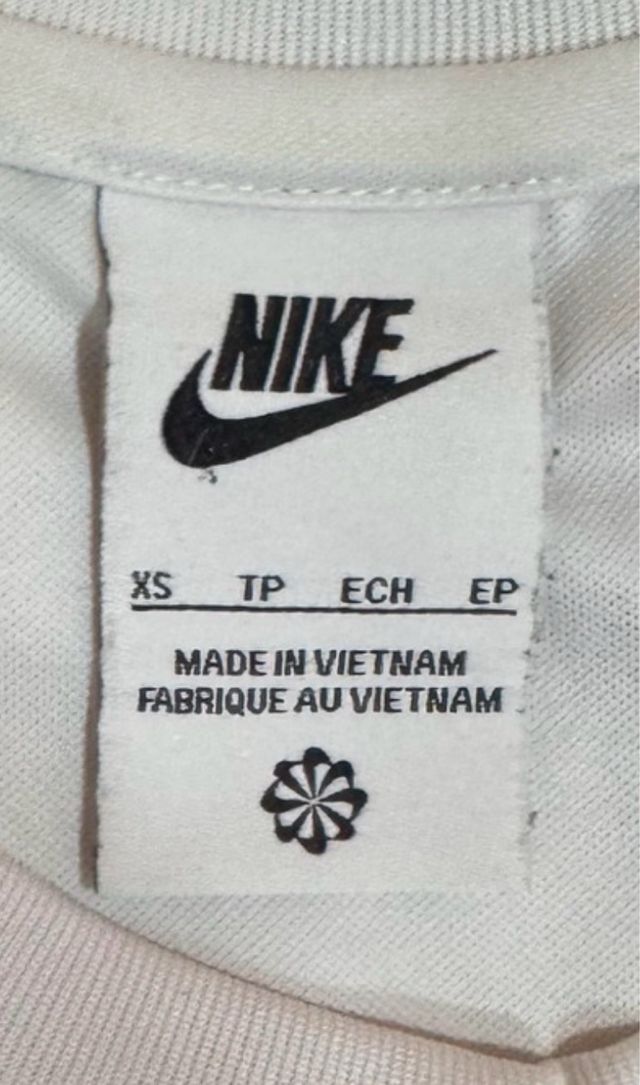 NIKE
XS TP ECH EP
MADE IN VIETNAM
FABRIQUE AU VIETNAM